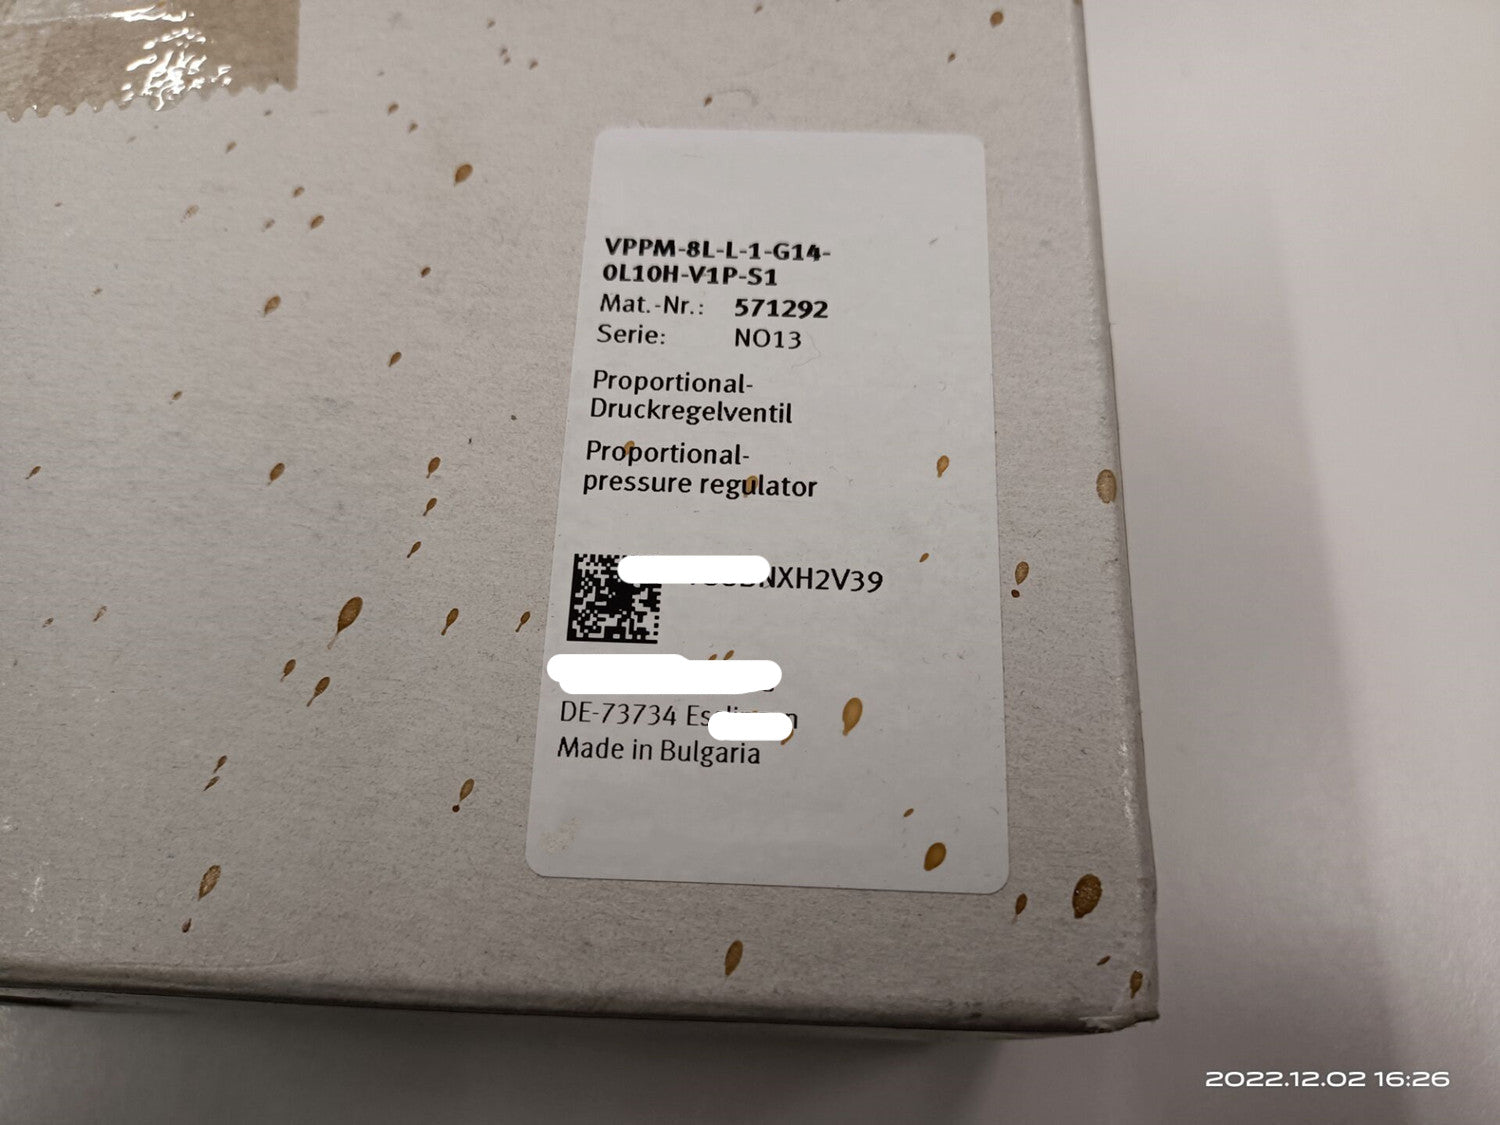 VPPM-8L-L-1-G14-
0L10H-V1P-S1
Mat.-Nr.: 571292
Serie: NO13
Proportional-
Druckregelventil
Proportional-
pressure regulator
NXH2V39
DE-73734
Made in Bulgaria
2022.12.02 16:26